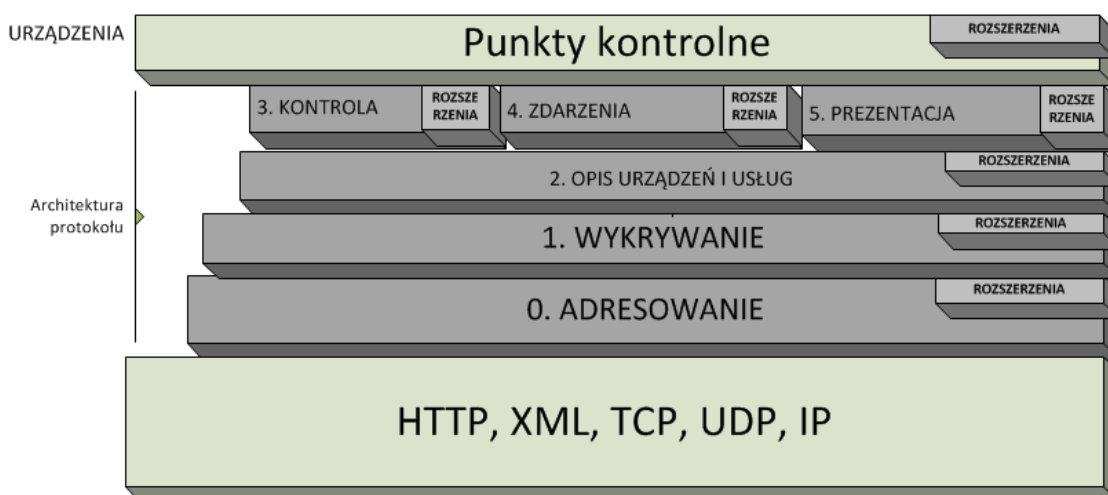 URZĄDZENIA
Punkty kontrolne
ROZSZERZENIA
3. KONTROLA
ROZSZE
RZENIA
4. ZDARZENIA
ROZSZE
RZENIA
5. PREZENTACJA
ROZSZE
RZENIA
2. OPIS URZĄDZEŃ I USŁUG
ROZSZERZENIA
Architektura
protokołu
1. WYKRYWANIE
ROZSZERZENIA
0. ADRESOWANIE
ROZSZERZENIA
HTTP, XML, TCP, UDP, IP